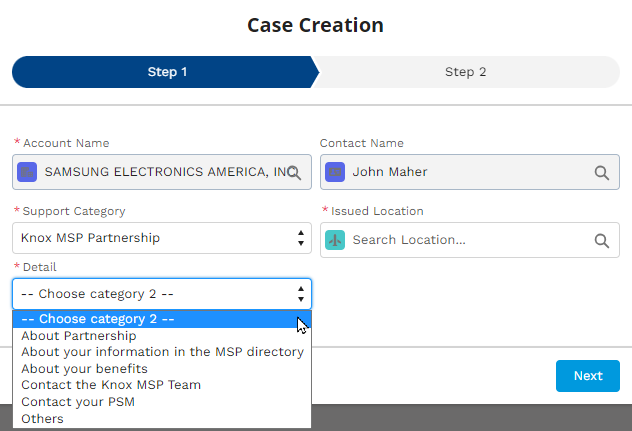 Case Creation
Step 1
Step 2
* Account Name
Contact Name
SAMSUNG ELECTRONICS AMERICA, INC
John Maher
* Support Category
* Issued Location
Knox MSP Partnership
Search Location...
* Detail
-- Choose category 2 --
-- Choose category 2 --
About Partnership
About your information in the MSP directory
About your benefits
Contact the Knox MSP Team
Contact your PSM
Others
Next